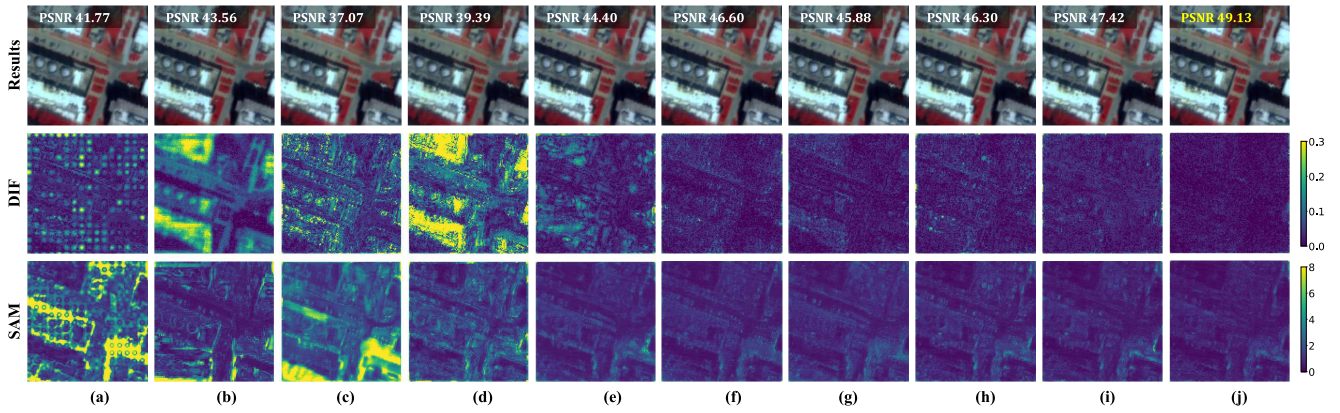 Results
PSNR 41.77 PSNR 43.56 PSNR 37.07 PSNR 39.39 PSNR 44.40 PSNR 46.60 PSNR 45.88 PSNR 46.30 PSNR 47.42 PSNR 49.13
DIF
0.3
0.2
0.1
0.0
SAM
8
6
4
2
0
(a) (b) (c) (d) (e) (f) (g) (h) (i) (j)